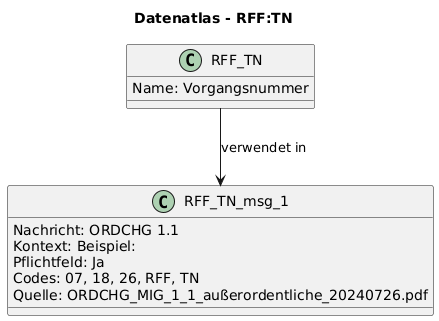 Datenatlas - RFF:TN
C RFF_TN
Name: Vorgangsnummer
verwendet in
C RFF_TN_msg_1
Nachricht: ORDCHG 1.1
Kontext: Beispiel:
Pflichtfeld: Ja
Codes: 07, 18, 26, RFF, TN
Quelle: ORDCHG_MIG_1_1_außerordentliche_20240726.pdf